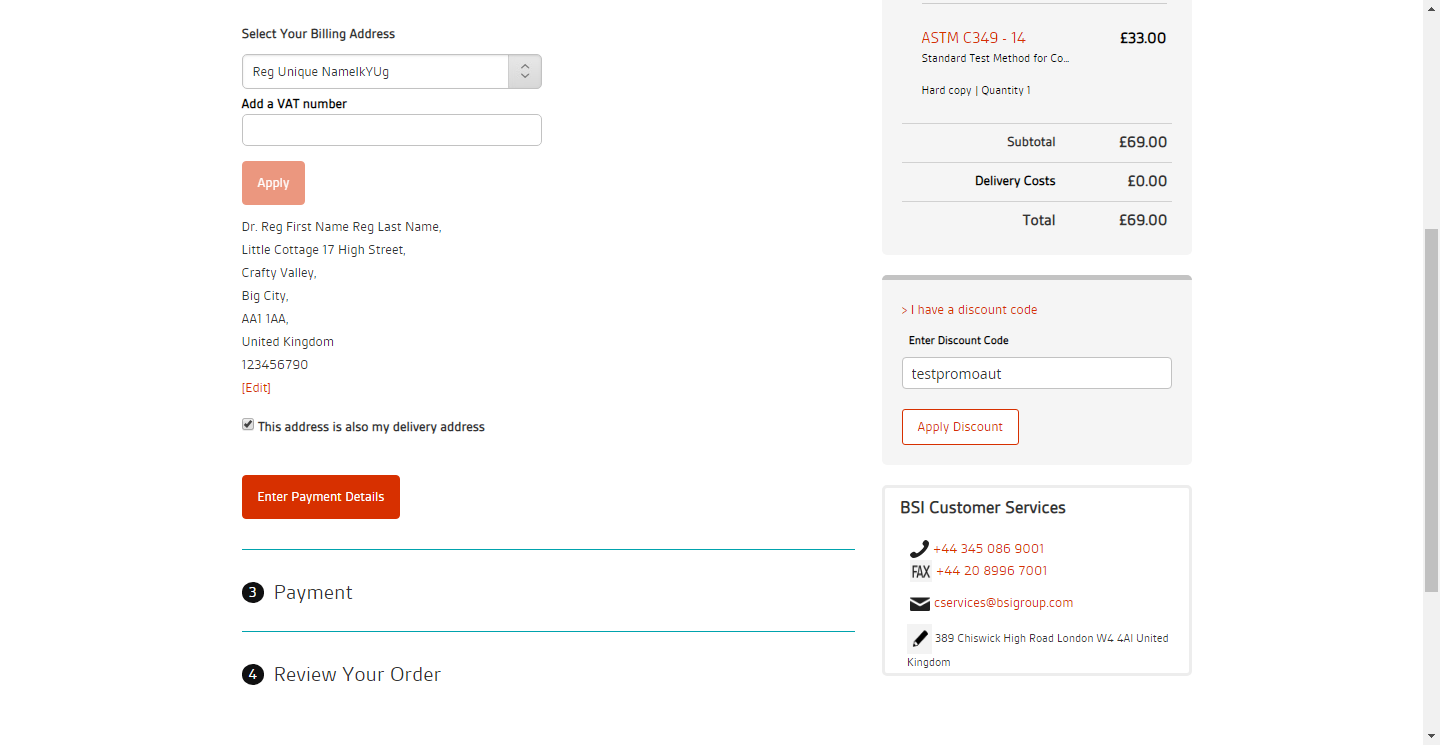 Select Your Billing Address
Reg Unique NameIkYUg
Add a VAT number
Apply
Dr. Reg First Name Reg Last Name,
Little Cottage 17 High Street,
Crafty Valley,
Big City,
AA1 1AA,
United Kingdom
123456790
[Edit]
This address is also my delivery address
Enter Payment Details
3 Payment
4 Review Your Order
ASTM C349 - 14 £33.00
Standard Test Method for Co...
Hard copy | Quantity 1
Subtotal £69.00
Delivery Costs £0.00
Total £69.00
> I have a discount code
Enter Discount Code
testpromoaut
Apply Discount
BSI Customer Services
+44 345 086 9001
FAX +44 20 8996 7001
cservices@bsigroup.com
389 Chiswick High Road London W4 4Al United
Kingdom